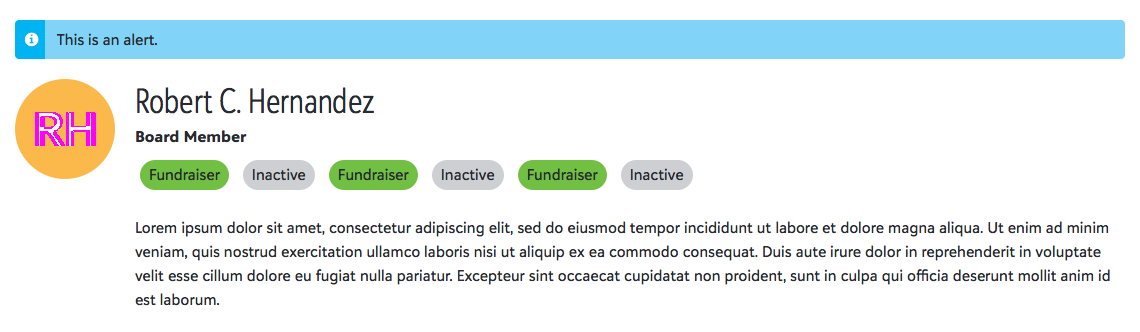 This is an alert.
RH
Robert C. Hernandez
Board Member
Fundraiser Inactive Fundraiser Inactive Fundraiser Inactive
Lorem ipsum dolor sit amet, consectetur adipiscing elit, sed do eiusmod tempor incididunt ut labore et dolore magna aliqua. Ut enim ad minim
veniam, quis nostrud exercitation ullamco laboris nisi ut aliquip ex ea commodo consequat. Duis aute irure dolor in reprehenderit in voluptate
velit esse cillum dolore eu fugiat nulla pariatur. Excepteur sint occaecat cupidatat non proident, sunt in culpa qui officia deserunt mollit anim id
est laborum.